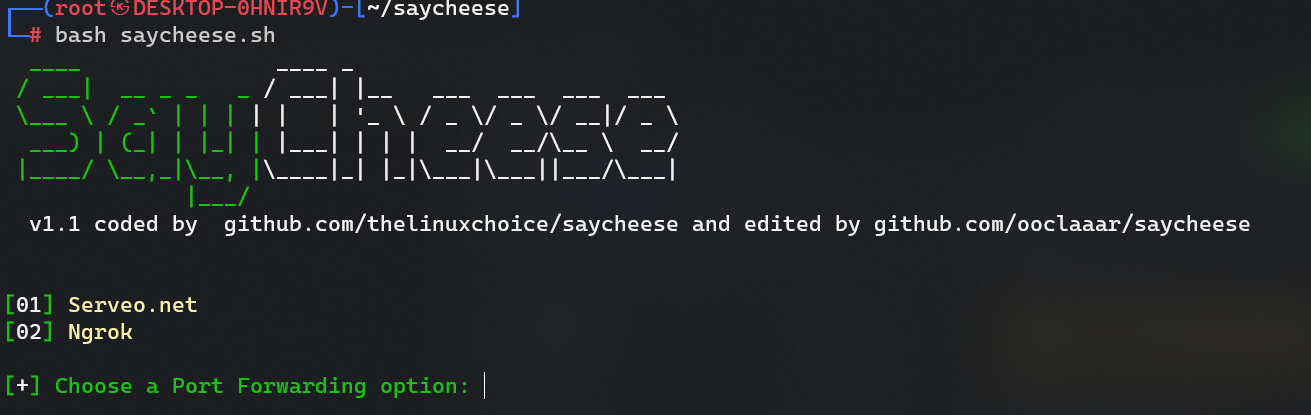 (root㉿DESKTOP-0HNIR9V)-[~/saycheese]
# bash saycheese.sh
SayCheese
v1.1 coded by github.com/thelinuxchoice/saycheese and edited by github.com/ooclaaar/saycheese
[01] Serveo.net
[02] Ngrok
[+] Choose a Port Forwarding option: